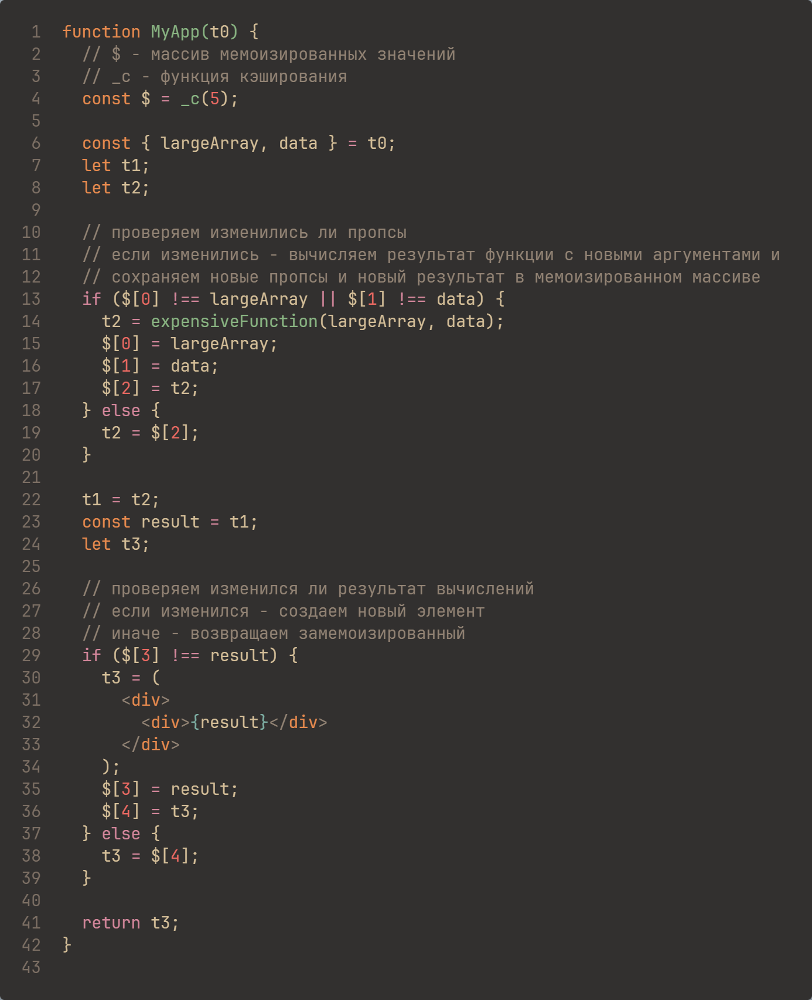 1 function MyApp(t0) {
2   // $ - массив мемоизированных значений
3   // _c - функция кэширования
4   const $ = _c(5);
5
6   const { largeArray, data } = t0;
7   let t1;
8   let t2;
9
10   // проверяем изменились ли пропсы
11   // если изменились - вычисляем результат функции с новыми аргументами и
12   // сохраняем новые пропсы и новый результат в мемоизированном массиве
13   if ($[0] !== largeArray || $[1] !== data) {
14     t2 = expensiveFunction(largeArray, data);
15     $[0] = largeArray;
16     $[1] = data;
17     $[2] = t2;
18   } else {
19     t2 = $[2];
20   }
21
22   t1 = t2;
23   const result = t1;
24   let t3;
25
26   // проверяем изменился ли результат вычислений
27   // если изменился - создаем новый элемент
28   // иначе - возвращаем замемоизированный
29   if ($[3] !== result) {
30     t3 = (
31       <div>
32         <div>{result}</div>
33       </div>
34     );
35     $[3] = result;
36     $[4] = t3;
37   } else {
38     t3 = $[4];
39   }
40
41   return t3;
42 }
43